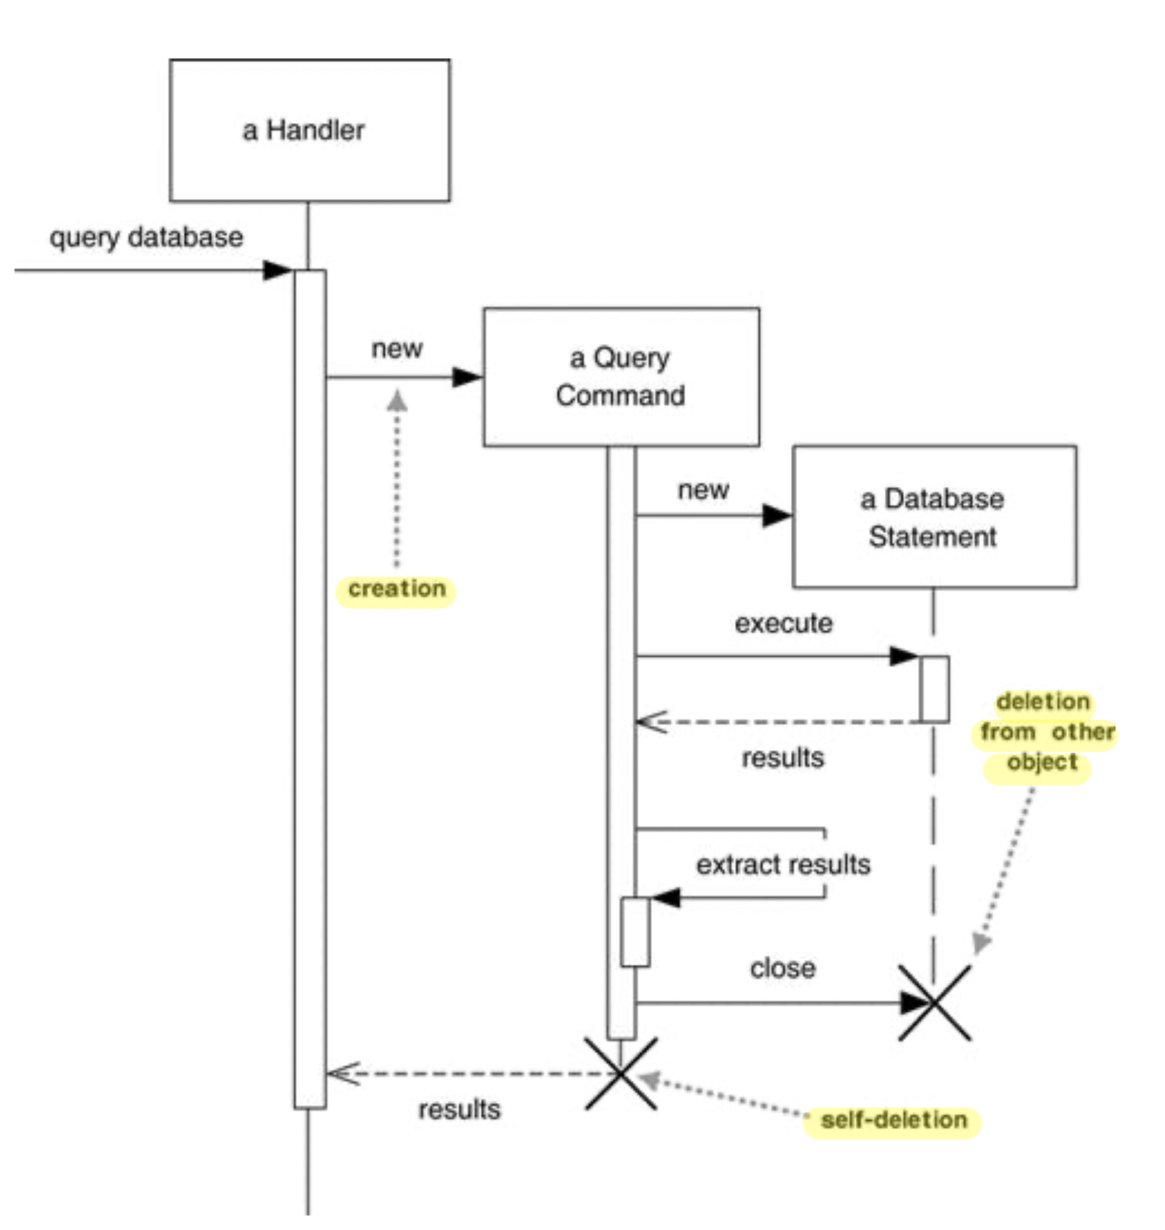 a Handler
query database
new
a Query
Command
new
a Database
Statement
creation
execute
deletion
from other
object
results
extract results
close
results
self-deletion